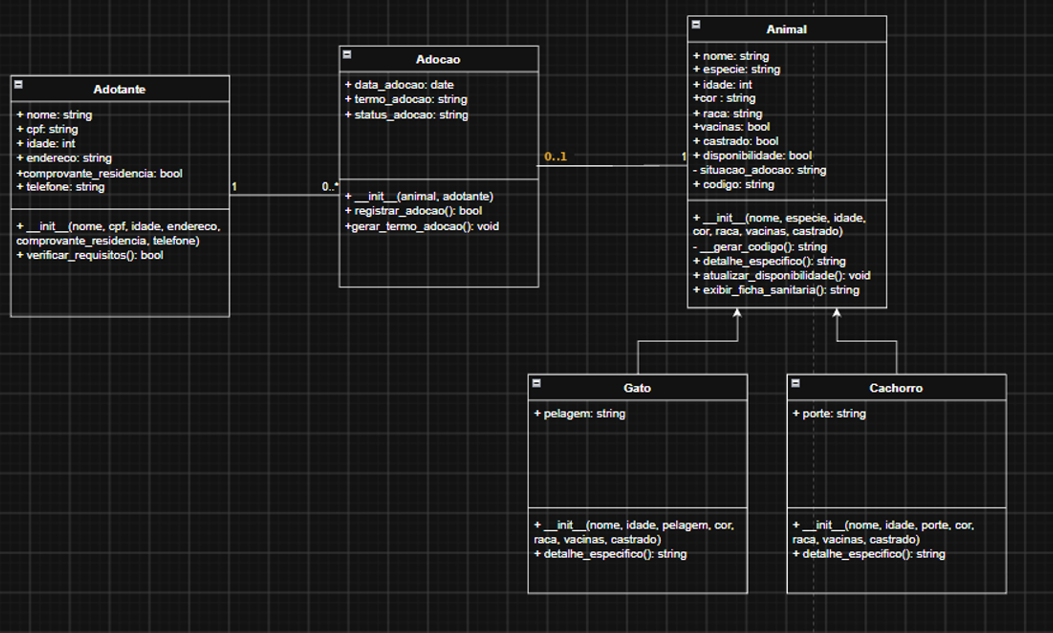 Adotante
+ nome: string
+ cpf: string
+ idade: int
+ endereco: string
+comprovante_residencia: bool
+ telefone: string
+ __init__(nome, cpf, idade, endereco,
comprovante_residencia, telefone)
+ verificar_requisitos(): bool
1
0..*
Adocao
+ data_adocao: date
+ termo_adocao: string
+ status_adocao: string
+ __init__(animal, adotante)
+ registrar_adocao(): bool
+gerar_termo_adocao(): void
0..1
1
Animal
+ nome: string
+ especie: string
+ idade: int
+cor : string
+ raca: string
+vacinas: bool
+ castrado: bool
+ disponibilidade: bool
- situacao_adocao: string
+ codigo: string
+ __init__(nome, especie, idade,
cor, raca, vacinas, castrado)
- __gerar_codigo(): string
+ detalhe_especifico(): string
+ atualizar_disponibilidade(): void
+ exibir_ficha_sanitaria(): string
Gato
+ pelagem: string
+ __init__(nome, idade, pelagem, cor,
raca, vacinas, castrado)
+ detalhe_especifico(): string
Cachorro
+ porte: string
+ __init__(nome, idade, porte, cor,
raca, vacinas, castrado)
+ detalhe_especifico(): string